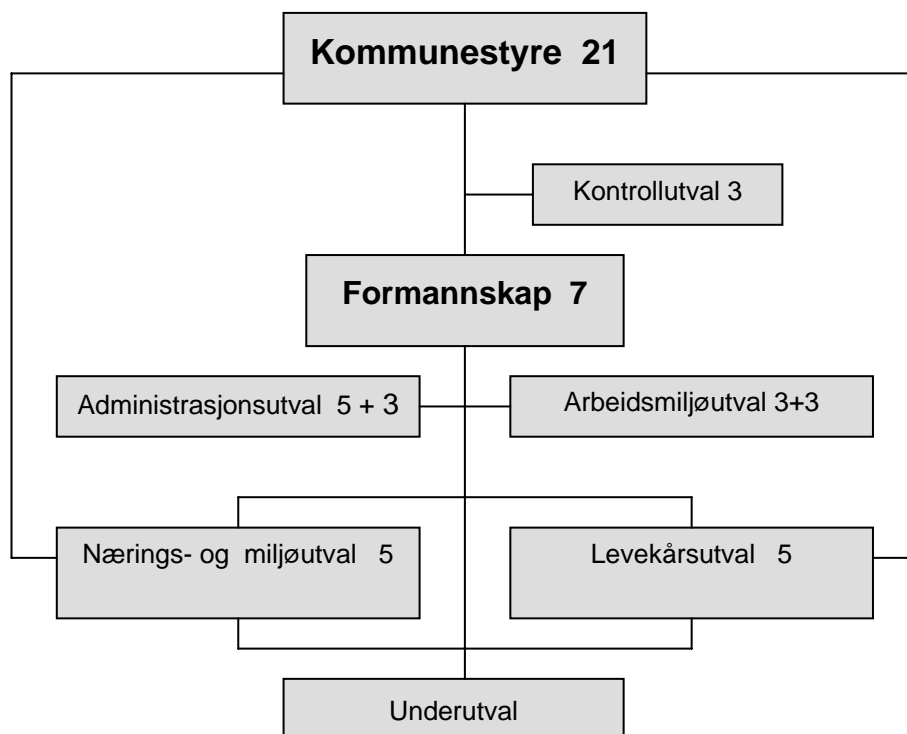 Kommunestyre 21
Kontrollutval 3
Formannskap 7
Administrasjonsutval 5 + 3
Arbeidsmiljøutval 3+3
Nærings- og miljøutval 5
Levekårsutval 5
Underutval